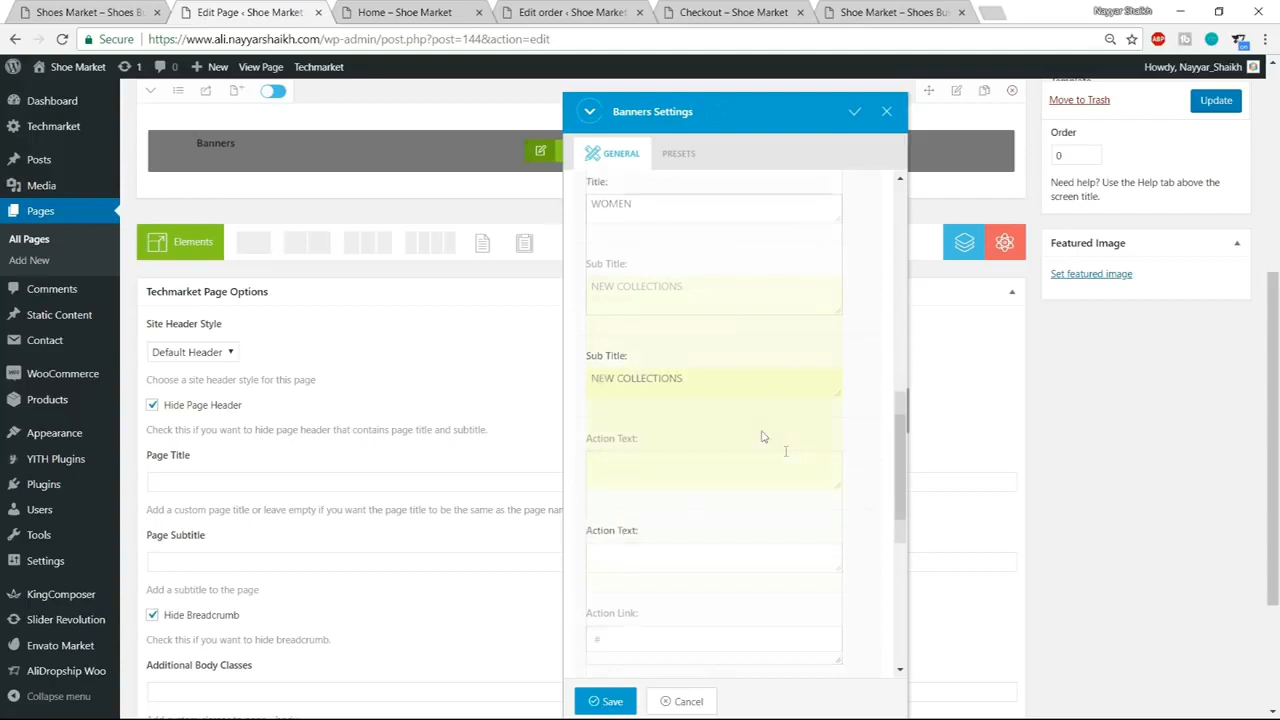 Shoes Market – Shoes Bu
Edit Page ‹ Shoe Market
Home – Shoe Market
Edit order ‹ Shoe Market
Checkout – Shoe Market
Shoe Market – Shoes Bu
Nayyar Shaikh
Secure
https://www.ali.nayyarshaikh.com/wp-admin/post.php?post=144&action=edit
ABP
on
Shoe Market
1
New
View Page
Techmarket
Howdy, Nayyar_Shaikh
Dashboard
Techmarket
Posts
Media
Pages
All Pages
Add New
Comments
Static Content
Contact
WooCommerce
Products
Appearance
YITH Plugins
Plugins
Users
Tools
Settings
KingComposer
Slider Revolution
Envato Market
AliDropship Woo
Collapse menu
Banners
Elements
Techmarket Page Options
Site Header Style
Default Header
Choose a site header style for this page
Hide Page Header
Check this if you want to hide page header that contains page title and subtitle.
Page Title
Add a custom page title or leave empty if you want the page title to be the same as the page nam
Page Subtitle
Add a subtitle to the page
Hide Breadcrumb
Check this if you want to hide breadcrumb.
Additional Body Classes
Banners Settings
GENERAL
PRESETS
Title:
WOMEN
Sub Title:
NEW COLLECTIONS
Sub Title:
NEW COLLECTIONS
Action Text:
Action Text:
Action Link:
#
Save
Cancel
Template
Move to Trash
Update
Order
0
Need help? Use the Help tab above the
screen title.
Featured Image
Set featured image